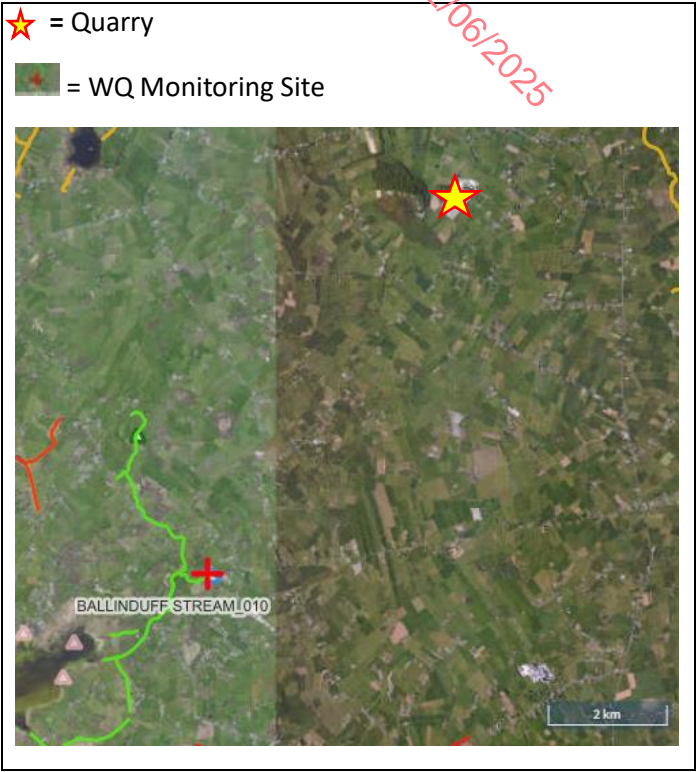 = Quarry
= WQ Monitoring Site
/06/2025
BALLINDUFF STREAM_010
2 km